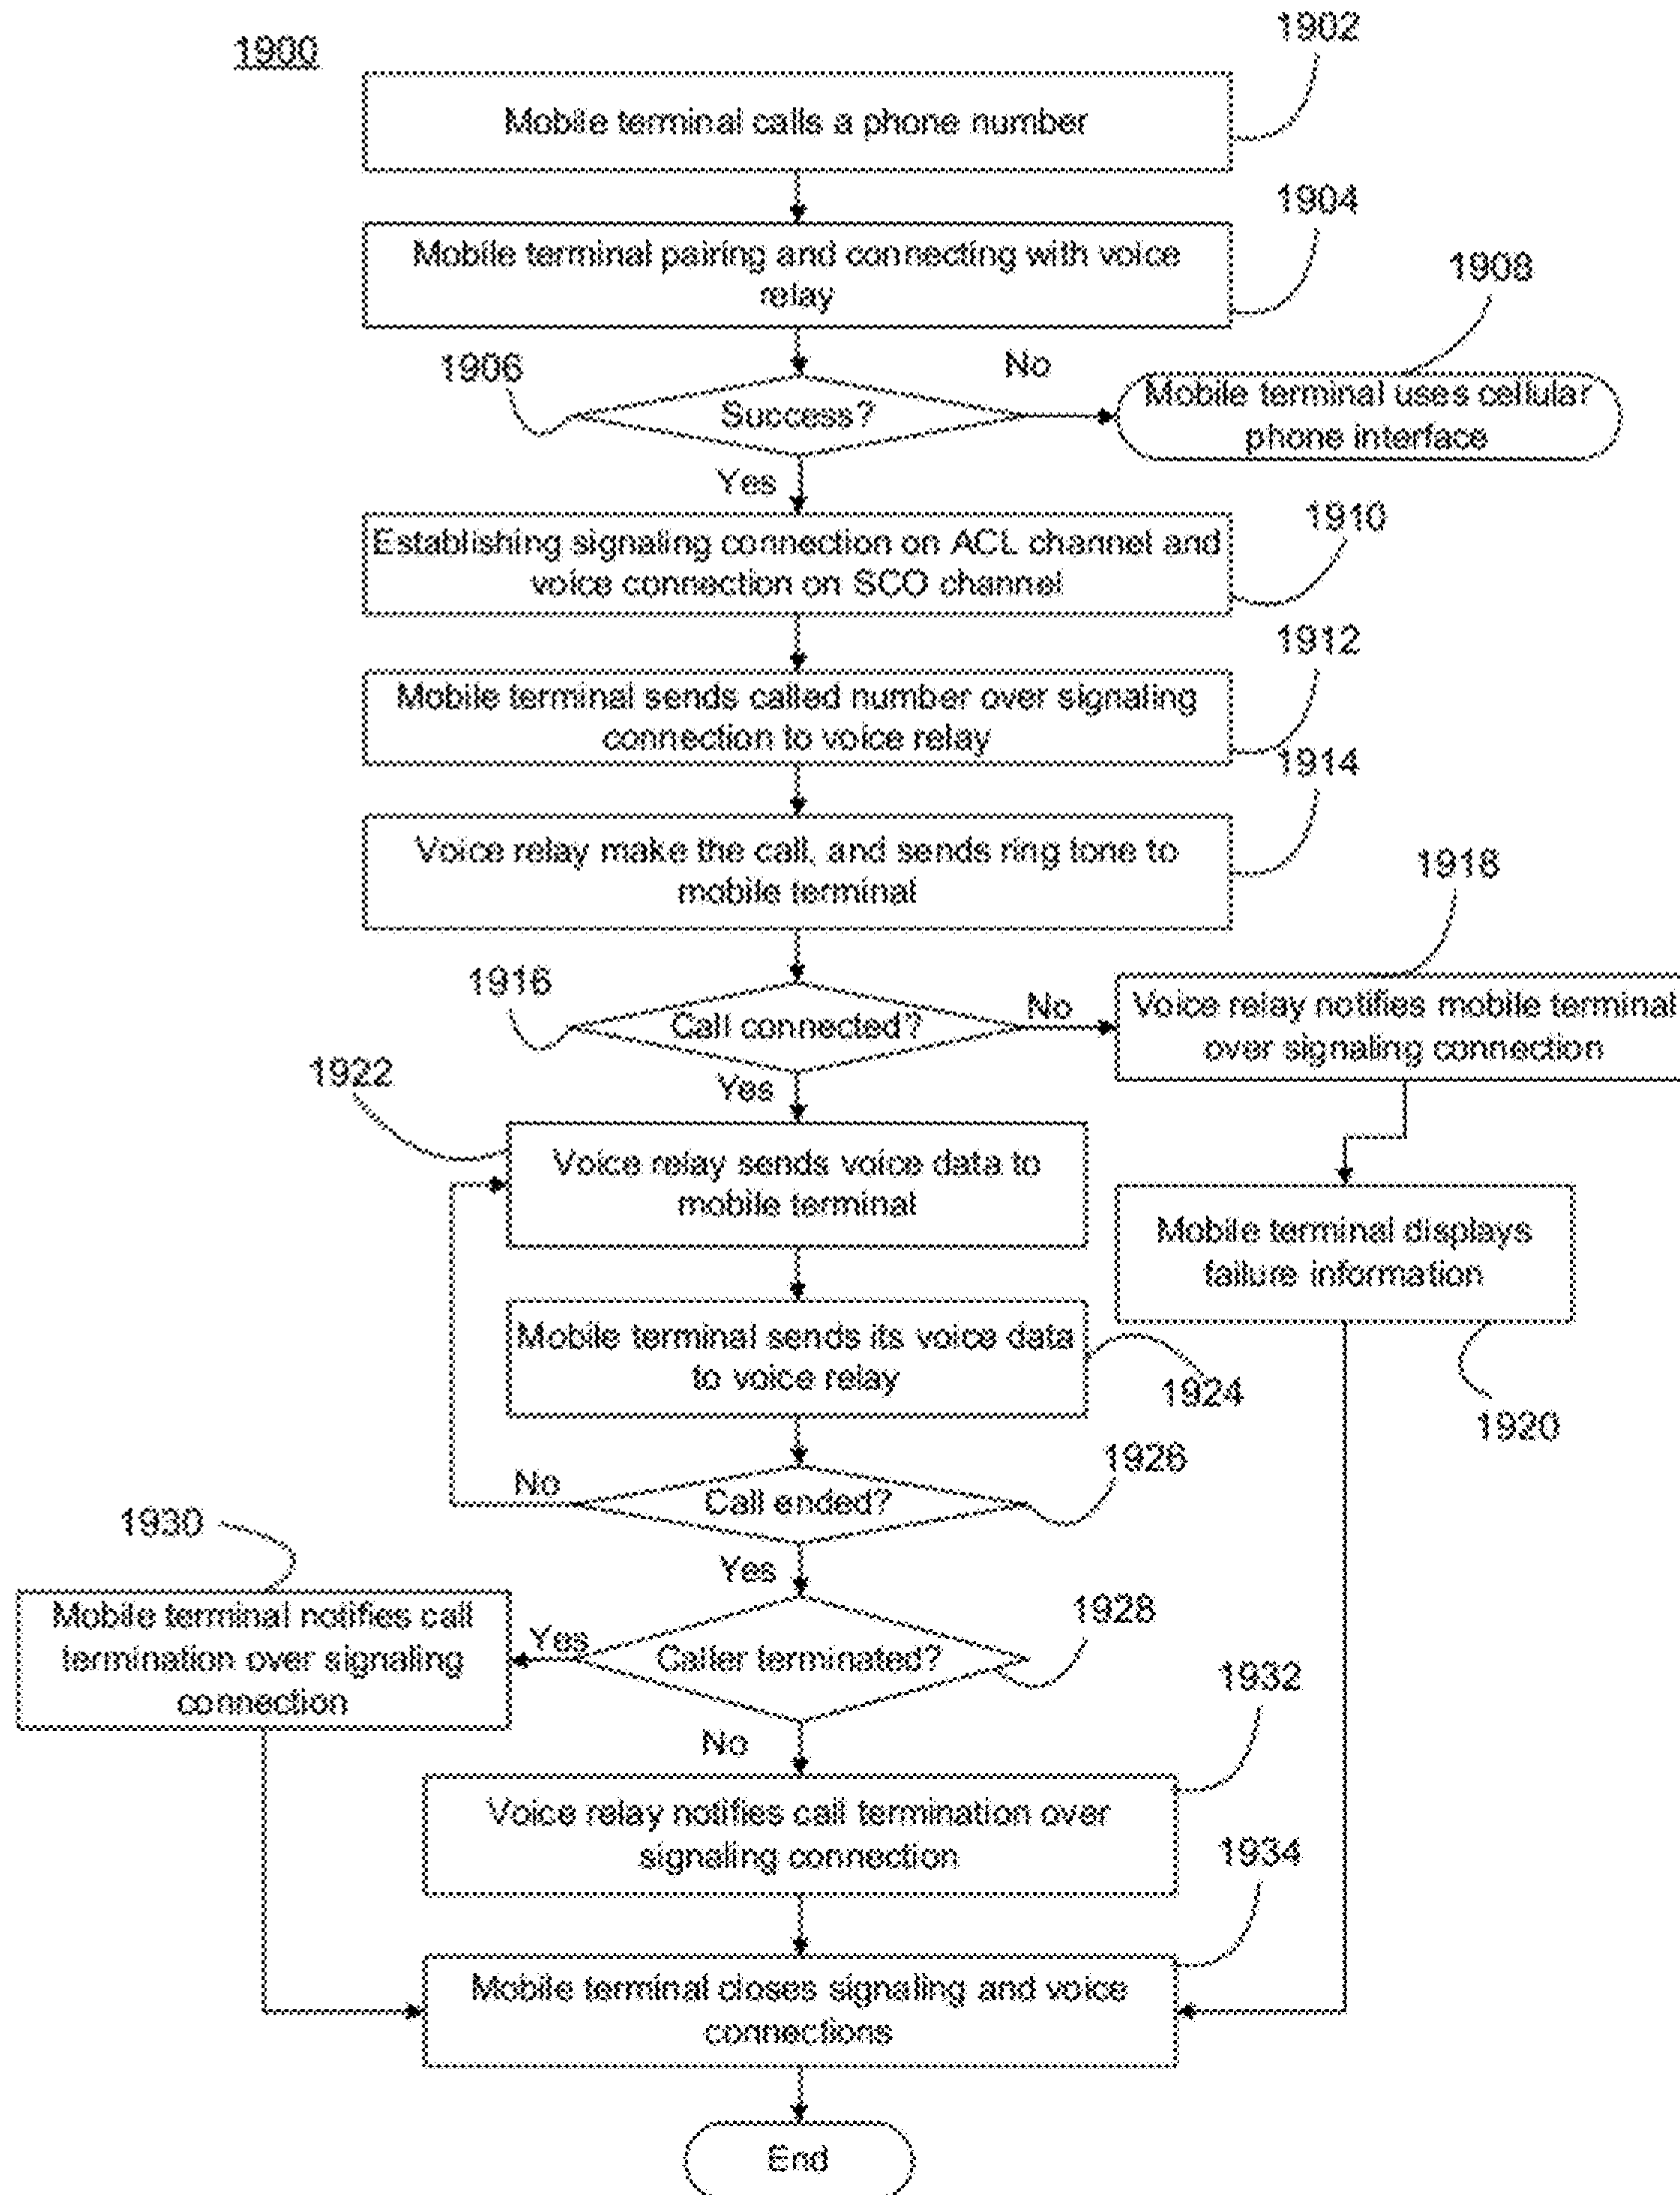 1900
1902
Mobile terminal calls a phone number
1904
Mobile terminal pairing and connecting with voice
relay
1908
1906
No
Success?
Mobile terminal uses cellular
phone interface
Yes
1910
Establishing signaling connection on ACL channel and
voice connection on SCO channel
1912
Mobile terminal sends called number over signaling
connection to voice relay
1914
Voice relay make the call, and sends ring tone to
mobile terminal
1918
1916
Call connected?
No
Voice relay notifies mobile terminal
over signaling connection
Yes
1922
Voice relay sends voice data to
mobile terminal
Mobile terminal displays
failure information
Mobile terminal sends its voice data
to voice relay
1924
1920
1926
No
Call ended?
1930
Yes
1928
Mobile terminal notifies call
termination over signaling
connection
Yes
Caller terminated?
1932
No
Voice relay notifies call termination over
signaling connection
1934
Mobile terminal closes signaling and voice
connections
End